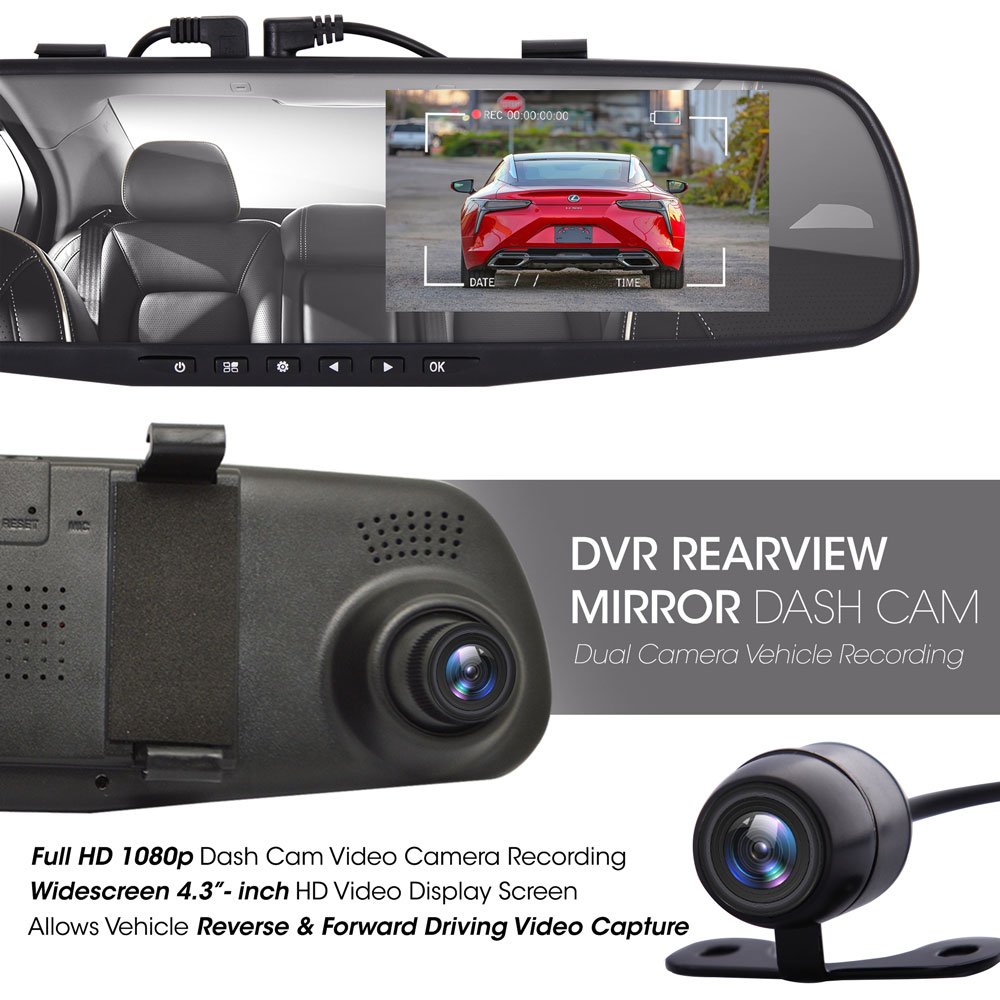 REC 00:00:00:00
DATE / / TIME
OK
RESET MIC
DVR REARVIEW
MIRROR DASH CAM
Dual Camera Vehicle Recording
Full HD 1080p Dash Cam Video Camera Recording
Widescreen 4.3”- inch HD Video Display Screen
Allows Vehicle Reverse & Forward Driving Video Capture